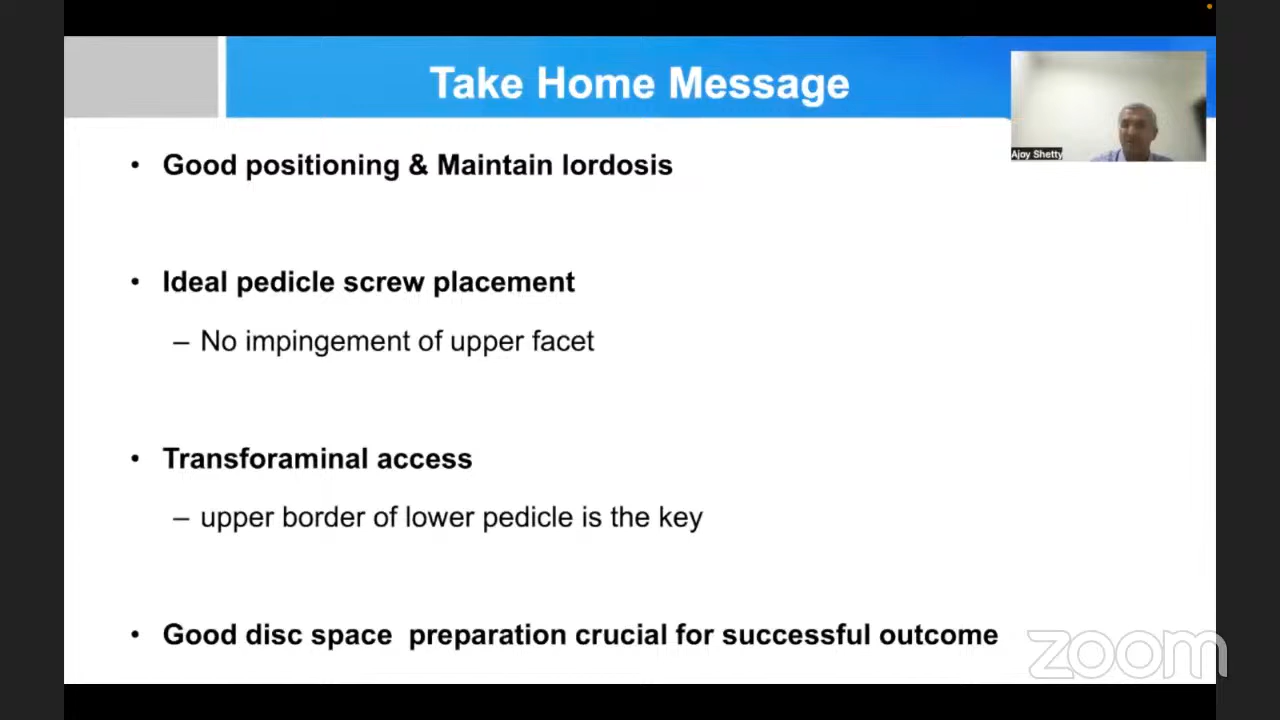 Take Home Message
Ajoy Shetty
• Good positioning & Maintain lordosis
• Ideal pedicle screw placement
– No impingement of upper facet
• Transforaminal access
– upper border of lower pedicle is the key
• Good disc space preparation crucial for successful outcome
zoom